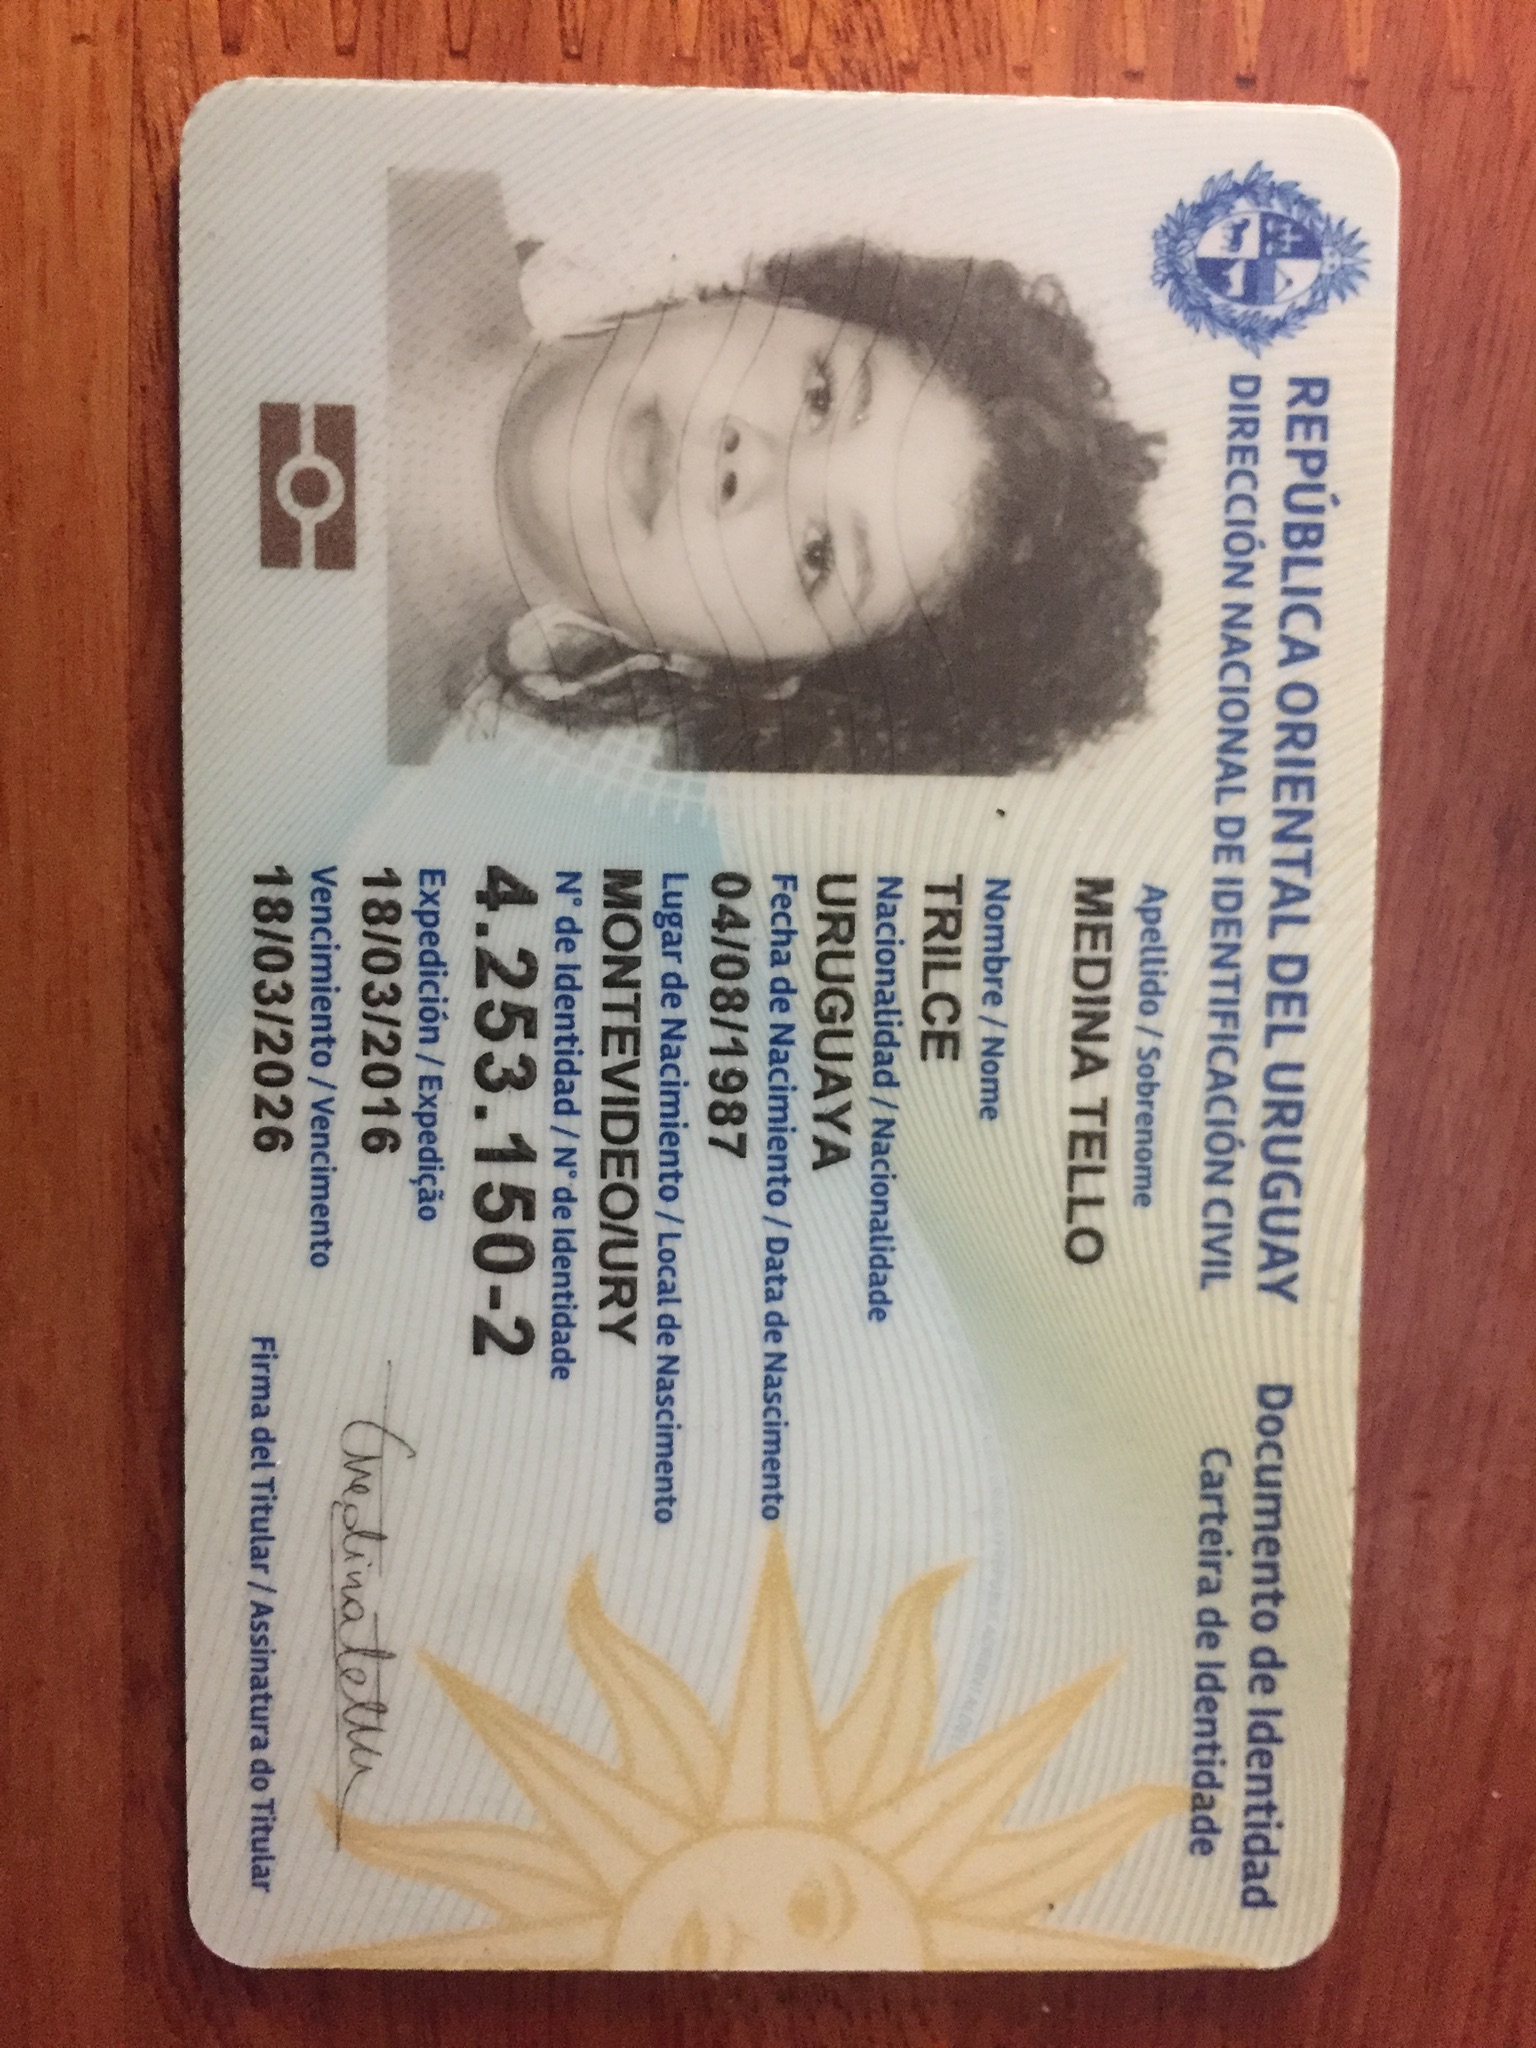 REPÚBLICA ORIENTAL DEL URUGUAY
DIRECCIÓN NACIONAL DE IDENTIFICACIÓN CIVIL
Documento de Identidad
Carteira de Identidade
Apellido / Sobrenome
MEDINA TELLO
Nombre / Nome
TRILCE
Nacionalidad / Nacionalidade
URUGUAYA
Fecha de Nacimiento / Data de Nascimento
04/08/1987
Lugar de Nacimiento / Local de Nascimento
MONTEVIDEO/URY
N° de Identidad / N° de Identidade
4.253.150-2
Expedición / Expedição
18/03/2016
Vencimiento / Vencimento
18/03/2026
Firma del Titular / Assinatura do Titular